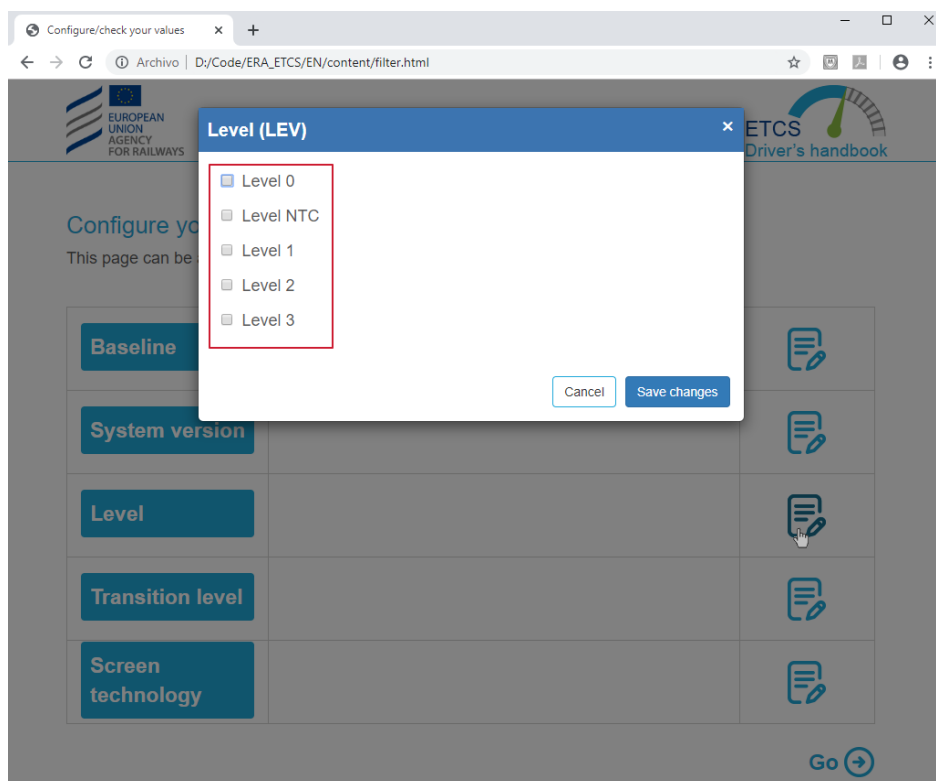 Configure/check your values
Archivo | D:/Code/ERA_ETCS/EN/content/filter.html
EUROPEAN
UNION
AGENCY
FOR RAILWAYS
ETCS
Driver's handbook
Level (LEV)
×
Level 0
Level NTC
Level 1
Level 2
Level 3
Cancel
Save changes
Configure yo
This page can be
Baseline
System version
Level
Transition level
Screen
technology
Go